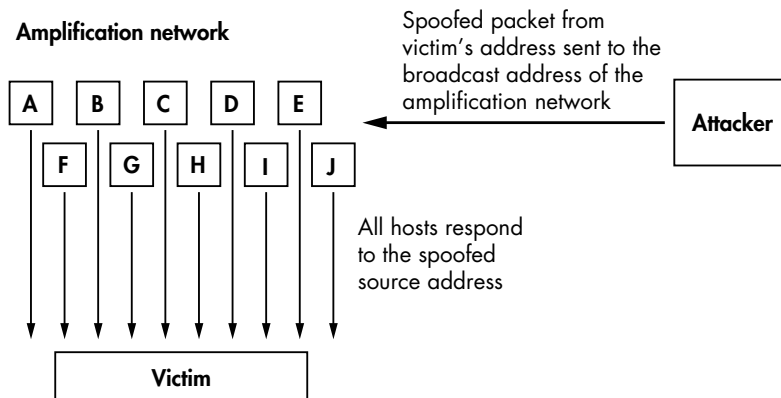 Amplification network
Spoofed packet from
victim’s address sent to the
broadcast address of the
amplification network
Attacker
A B C D E
F G H I J
All hosts respond
to the spoofed
source address
Victim